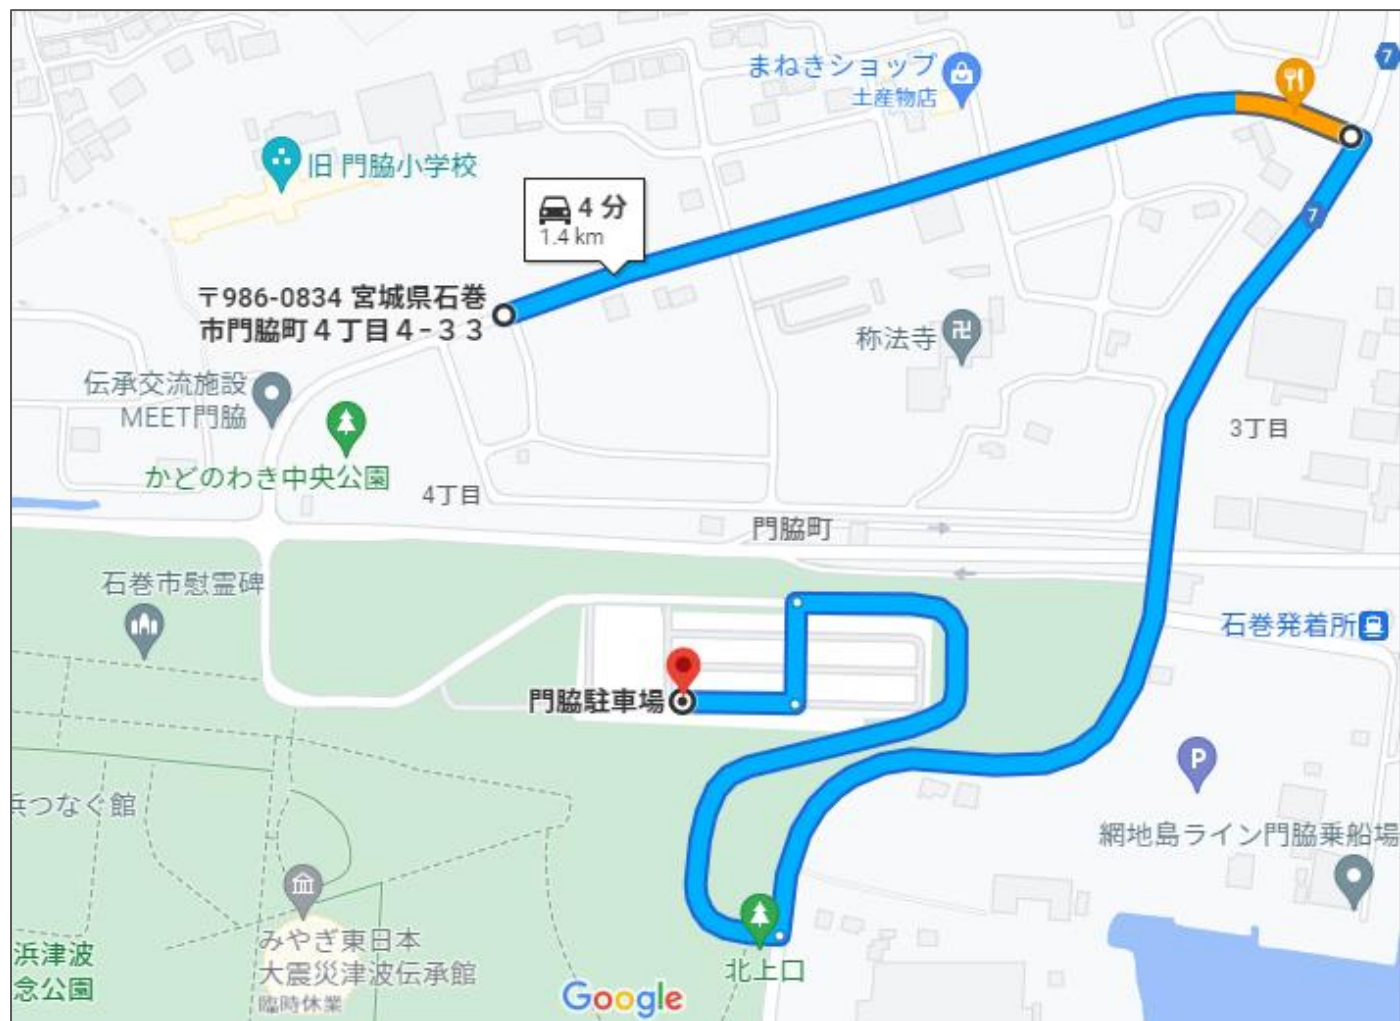 7
まねきショップ
土産物店
旧 門脇小学校
7
4 分
1.4 km
〒986-0834 宮城県石巻
市門脇町４丁目４−３３
称法寺
伝承交流施設
MEET門脇
3丁目
かどのわき中央公園
4丁目
門脇町
石巻市慰霊碑
石巻発着所
門脇駐車場
P
浜つなぐ館
網地島ライン門脇乗船場
みやぎ東日本
大震災津波伝承館
臨時休業
浜津波
念公園
北上口
Google